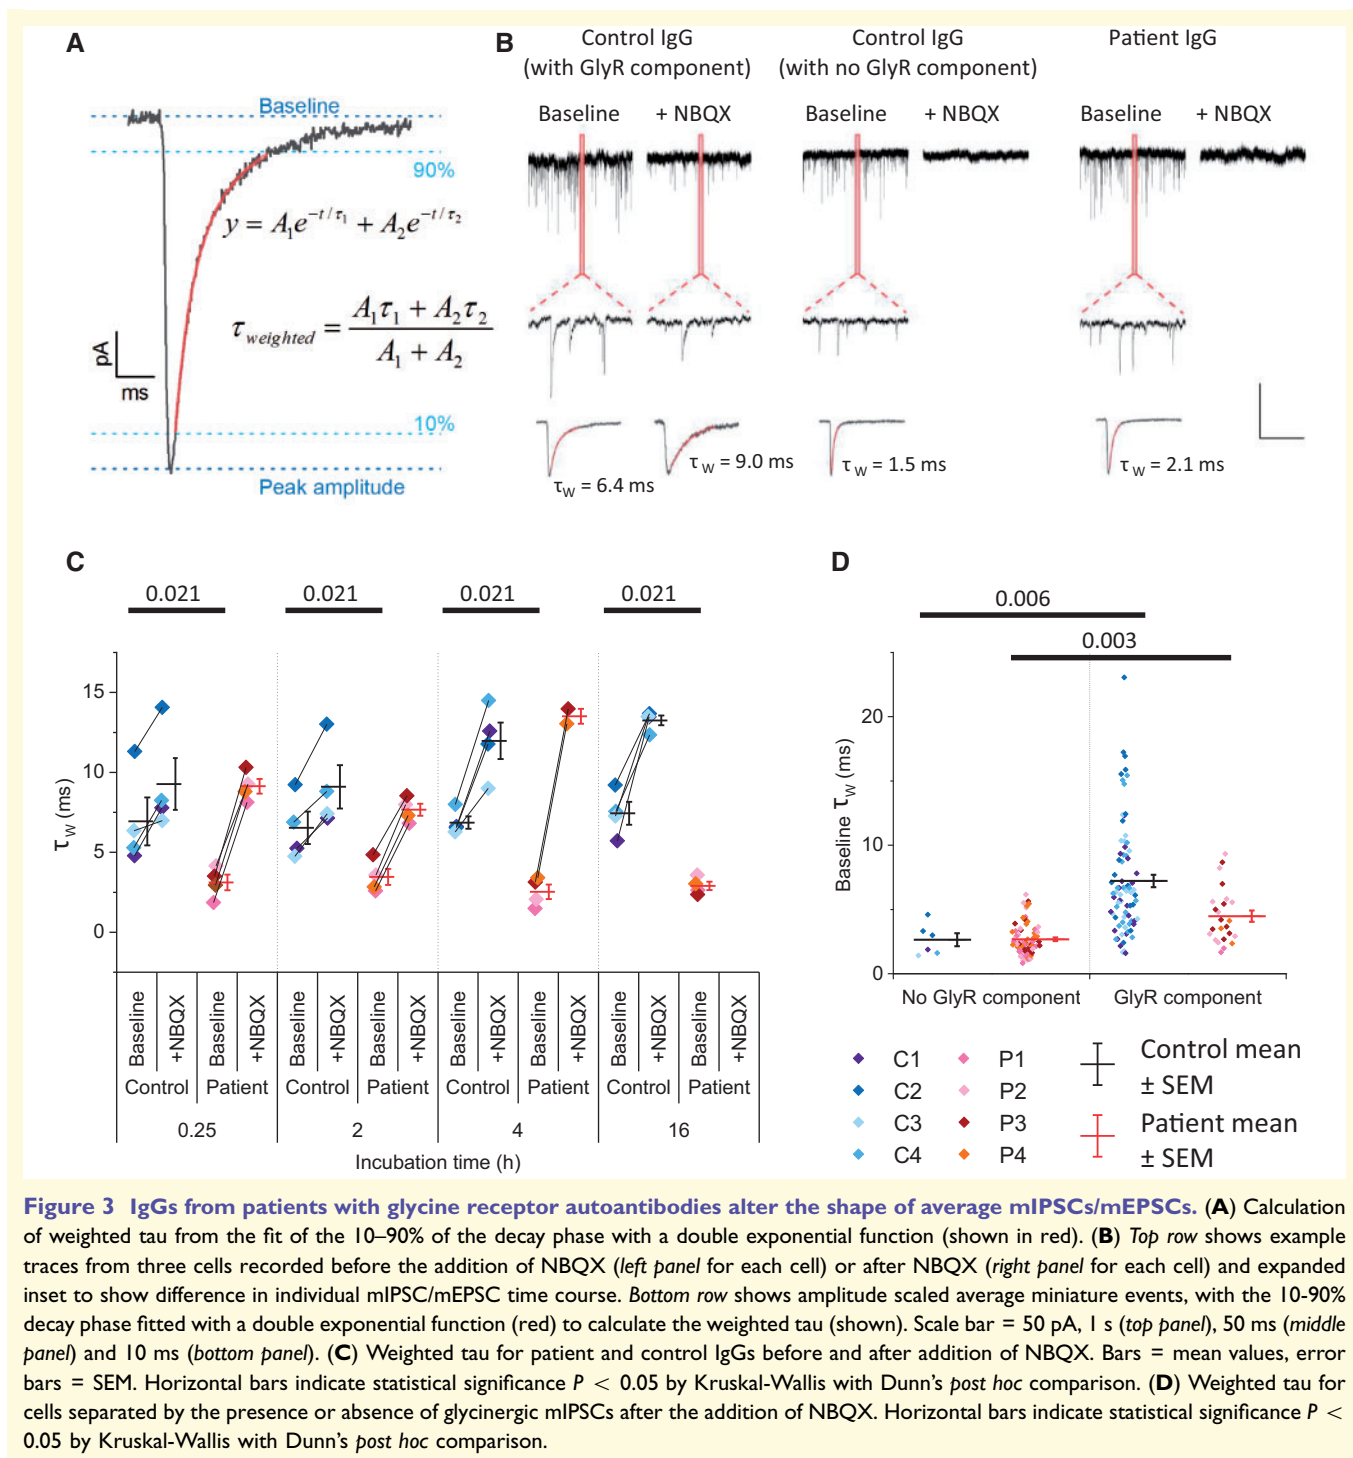 A
Baseline
90%
y = A₁e^(−t/τ₁) + A₂e^(−t/τ₂)
τ weighted = (A₁τ₁ + A₂τ₂) / (A₁ + A₂)
pA
ms
10%
Peak amplitude
B
Control IgG
(with GlyR component)
Control IgG
(with no GlyR component)
Patient IgG
Baseline
+ NBQX
Baseline
+ NBQX
Baseline
+ NBQX
τ W = 6.4 ms
τ W = 9.0 ms
τ W = 1.5 ms
τ W = 2.1 ms
C
0.021
0.021
0.021
0.021
τ W (ms)
15
10
5
0
Baseline
+NBQX
Baseline
+NBQX
Baseline
+NBQX
Baseline
+NBQX
Baseline
+NBQX
Baseline
+NBQX
Baseline
+NBQX
Baseline
+NBQX
Control
Patient
Control
Patient
Control
Patient
Control
Patient
0.25
2
4
16
Incubation time (h)
D
0.006
0.003
Baseline τ W (ms)
20
10
0
No GlyR component
GlyR component
C1
P1
C2
P2
C3
P3
C4
P4
Control mean
± SEM
Patient mean
± SEM
Figure 3 IgGs from patients with glycine receptor autoantibodies alter the shape of average mIPSCs/mEPSCs. (A) Calculation
of weighted tau from the fit of the 10–90% of the decay phase with a double exponential function (shown in red). (B) Top row shows example
traces from three cells recorded before the addition of NBQX (left panel for each cell) or after NBQX (right panel for each cell) and expanded
inset to show difference in individual mIPSC/mEPSC time course. Bottom row shows amplitude scaled average miniature events, with the 10-90%
decay phase fitted with a double exponential function (red) to calculate the weighted tau (shown). Scale bar = 50 pA, 1 s (top panel), 50 ms (middle
panel) and 10 ms (bottom panel). (C) Weighted tau for patient and control IgGs before and after addition of NBQX. Bars = mean values, error
bars = SEM. Horizontal bars indicate statistical significance P < 0.05 by Kruskal-Wallis with Dunn's post hoc comparison. (D) Weighted tau for
cells separated by the presence or absence of glycinergic mIPSCs after the addition of NBQX. Horizontal bars indicate statistical significance P <
0.05 by Kruskal-Wallis with Dunn's post hoc comparison.